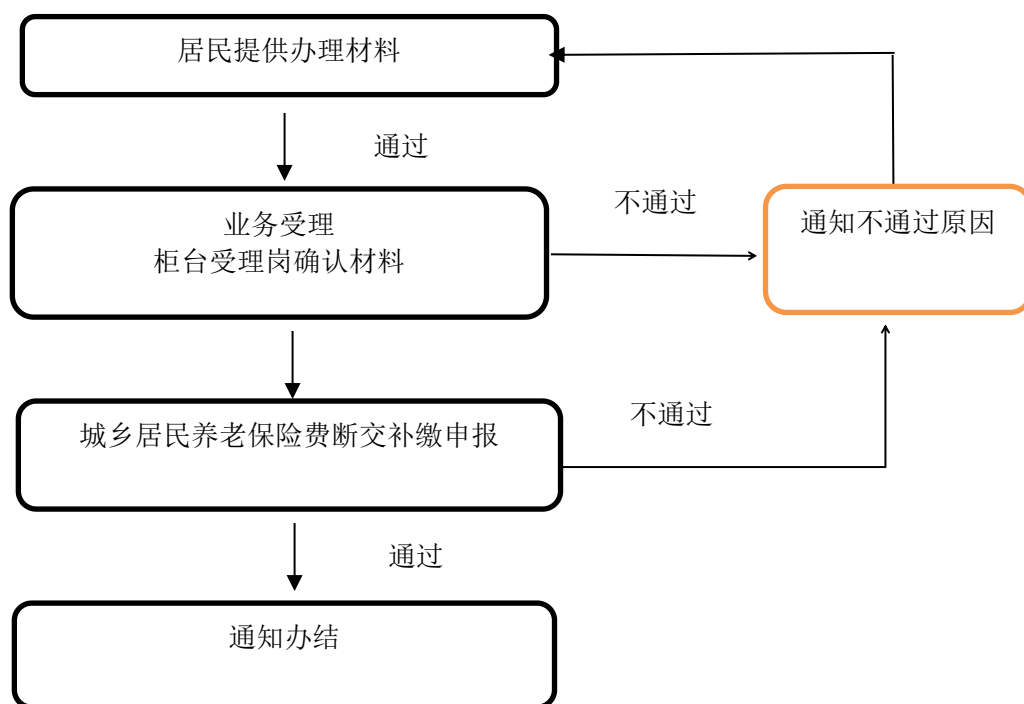 居民提供办理材料
通过
业务受理
柜台受理岗确认材料
不通过
通知不通过原因
城乡居民养老保险费断交补缴申报
不通过
通过
通知办结